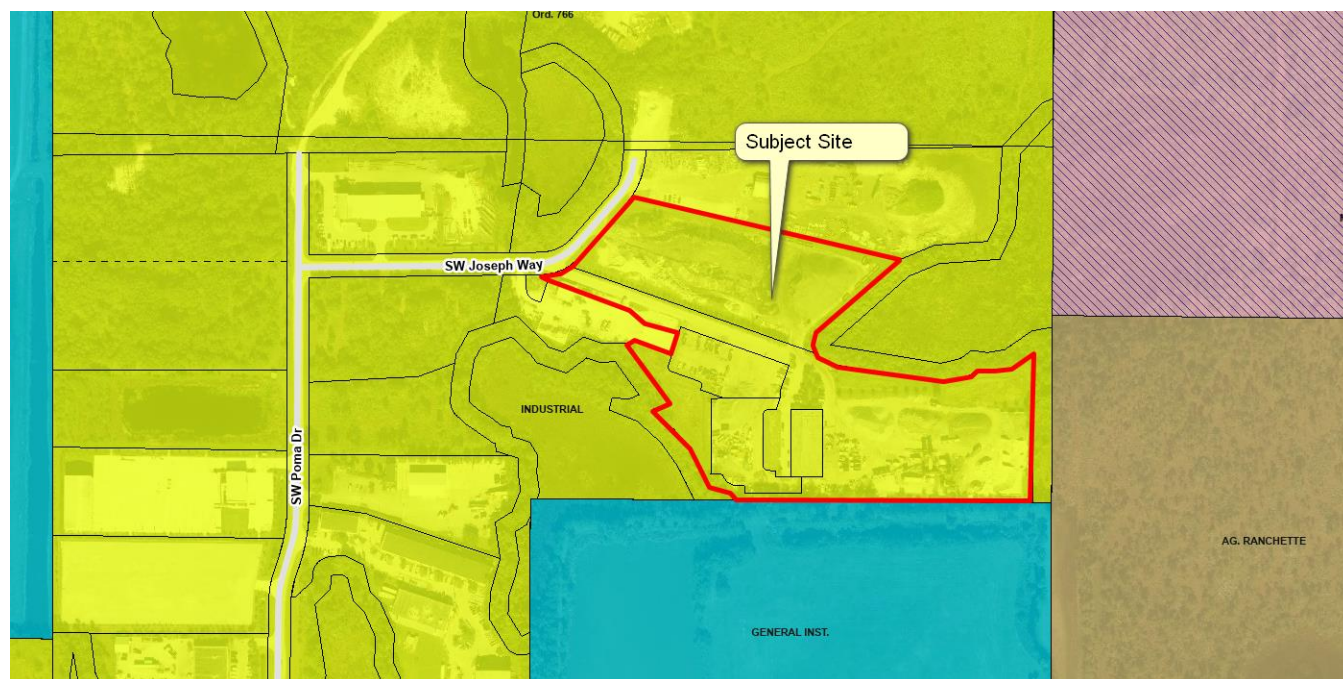 Ord. 766
Subject Site
SW Joseph Way
INDUSTRIAL
SW Poma Dr
AG. RANCHETTE
GENERAL INST.